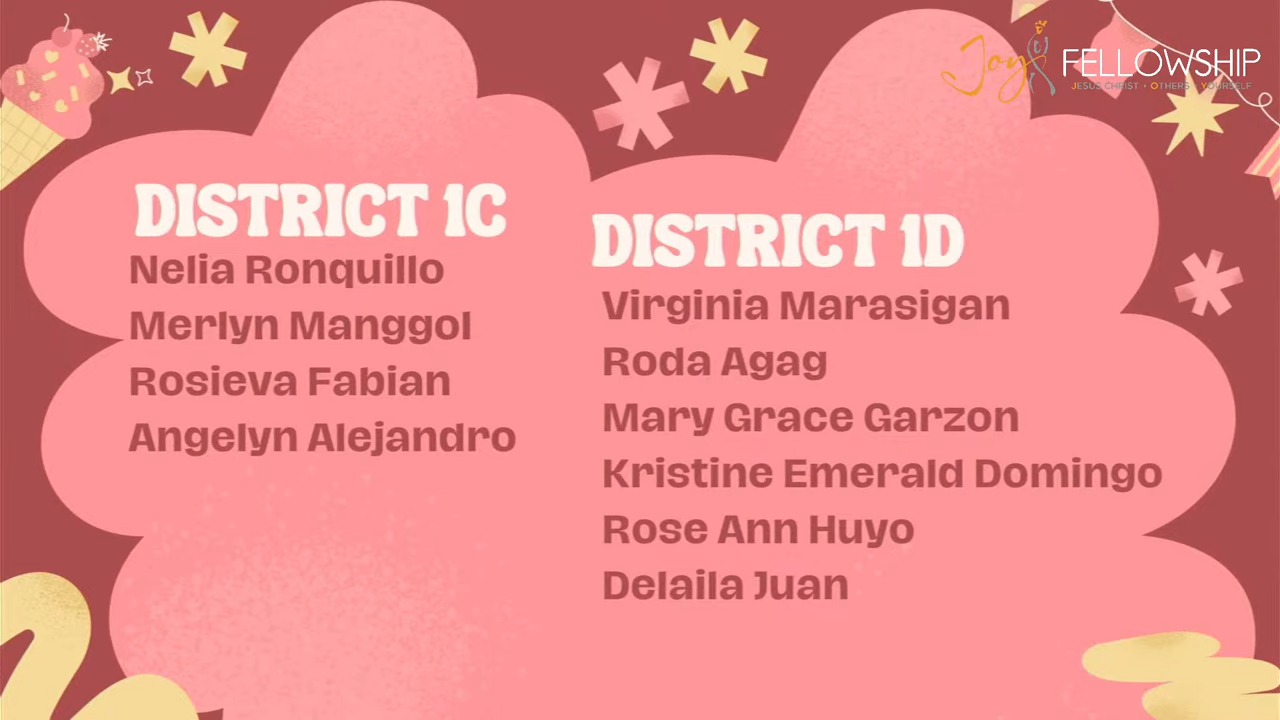 Joy FELLOWSHIP
JESUS CHRIST • OTHERS • YOURSELF
DISTRICT 1C
Nelia Ronquillo
Merlyn Manggol
Rosieva Fabian
Angelyn Alejandro
DISTRICT 1D
Virginia Marasigan
Roda Agag
Mary Grace Garzon
Kristine Emerald Domingo
Rose Ann Huyo
Delaila Juan